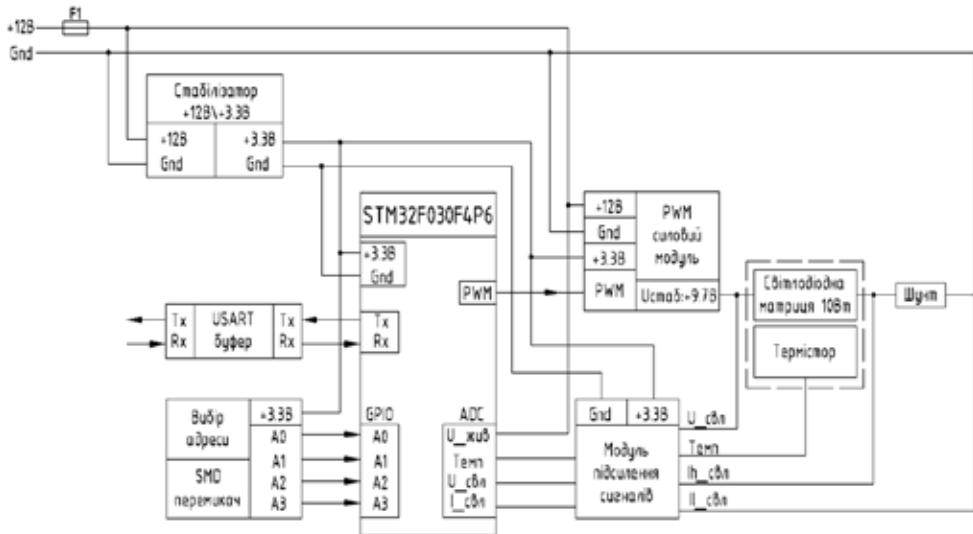 F1
+12В
Gnd
Стабілізатор
+12В\+3.3В
+12В
+3.3В
Gnd
Gnd
STM32F030F4P6
+3.3В
Gnd
PWM
+12В
Gnd
+3.3В
PWM
PWM
силовий
модуль
Uстаб:+9.7В
Світлодіодна
матриця 10Вт
Термістор
Шунт
Tx
Rx
USART
буфер
Tx
Rx
Tx
Rx
Вибір
адреси
SMD
перемикач
+3.3В
A0
A1
A2
A3
GPIO
A0
A1
A2
A3
ADC
U_жив
Темп
U_свл
I_свл
Gnd
+3.3В
Модуль
підсилення
сигналів
U_свл
Темп
Ih_свл
Il_свл